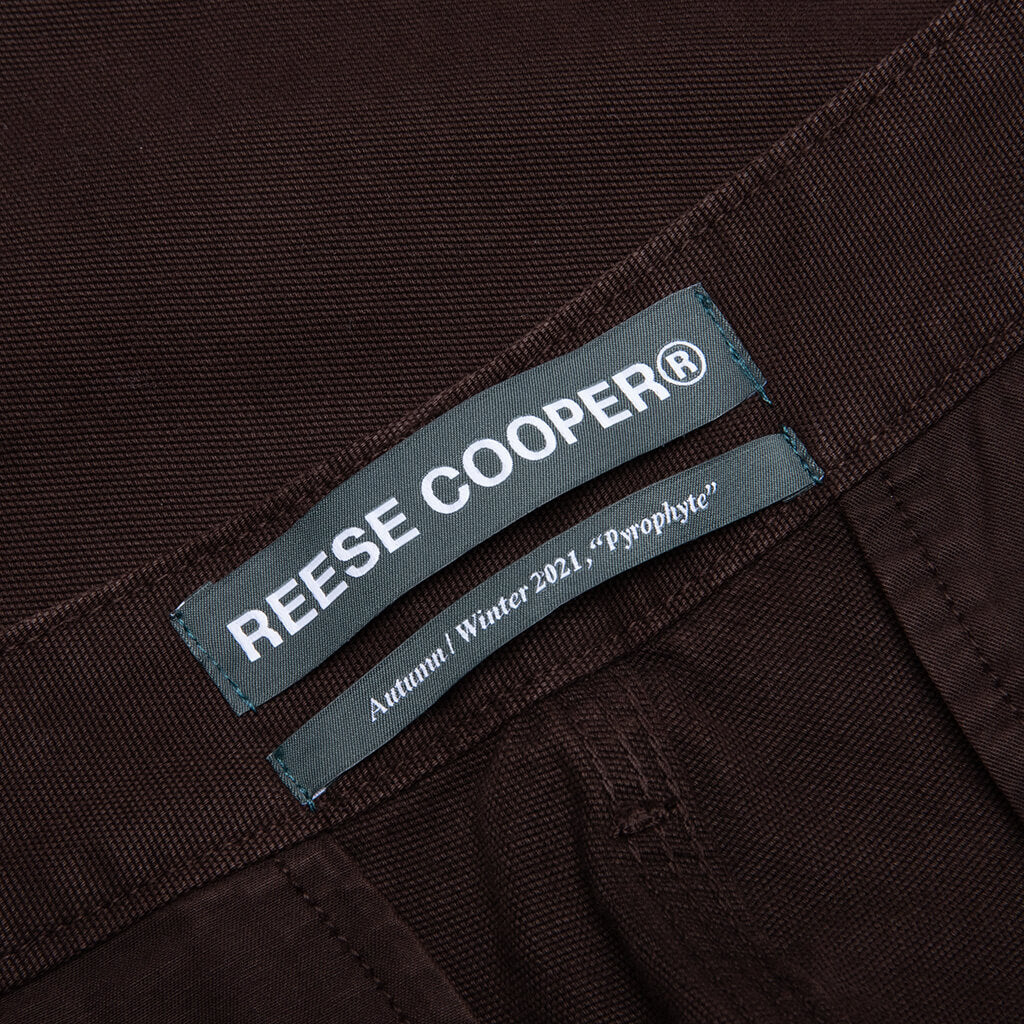 REESE COOPER®
Autumn / Winter 2021, “Pyrophyte”